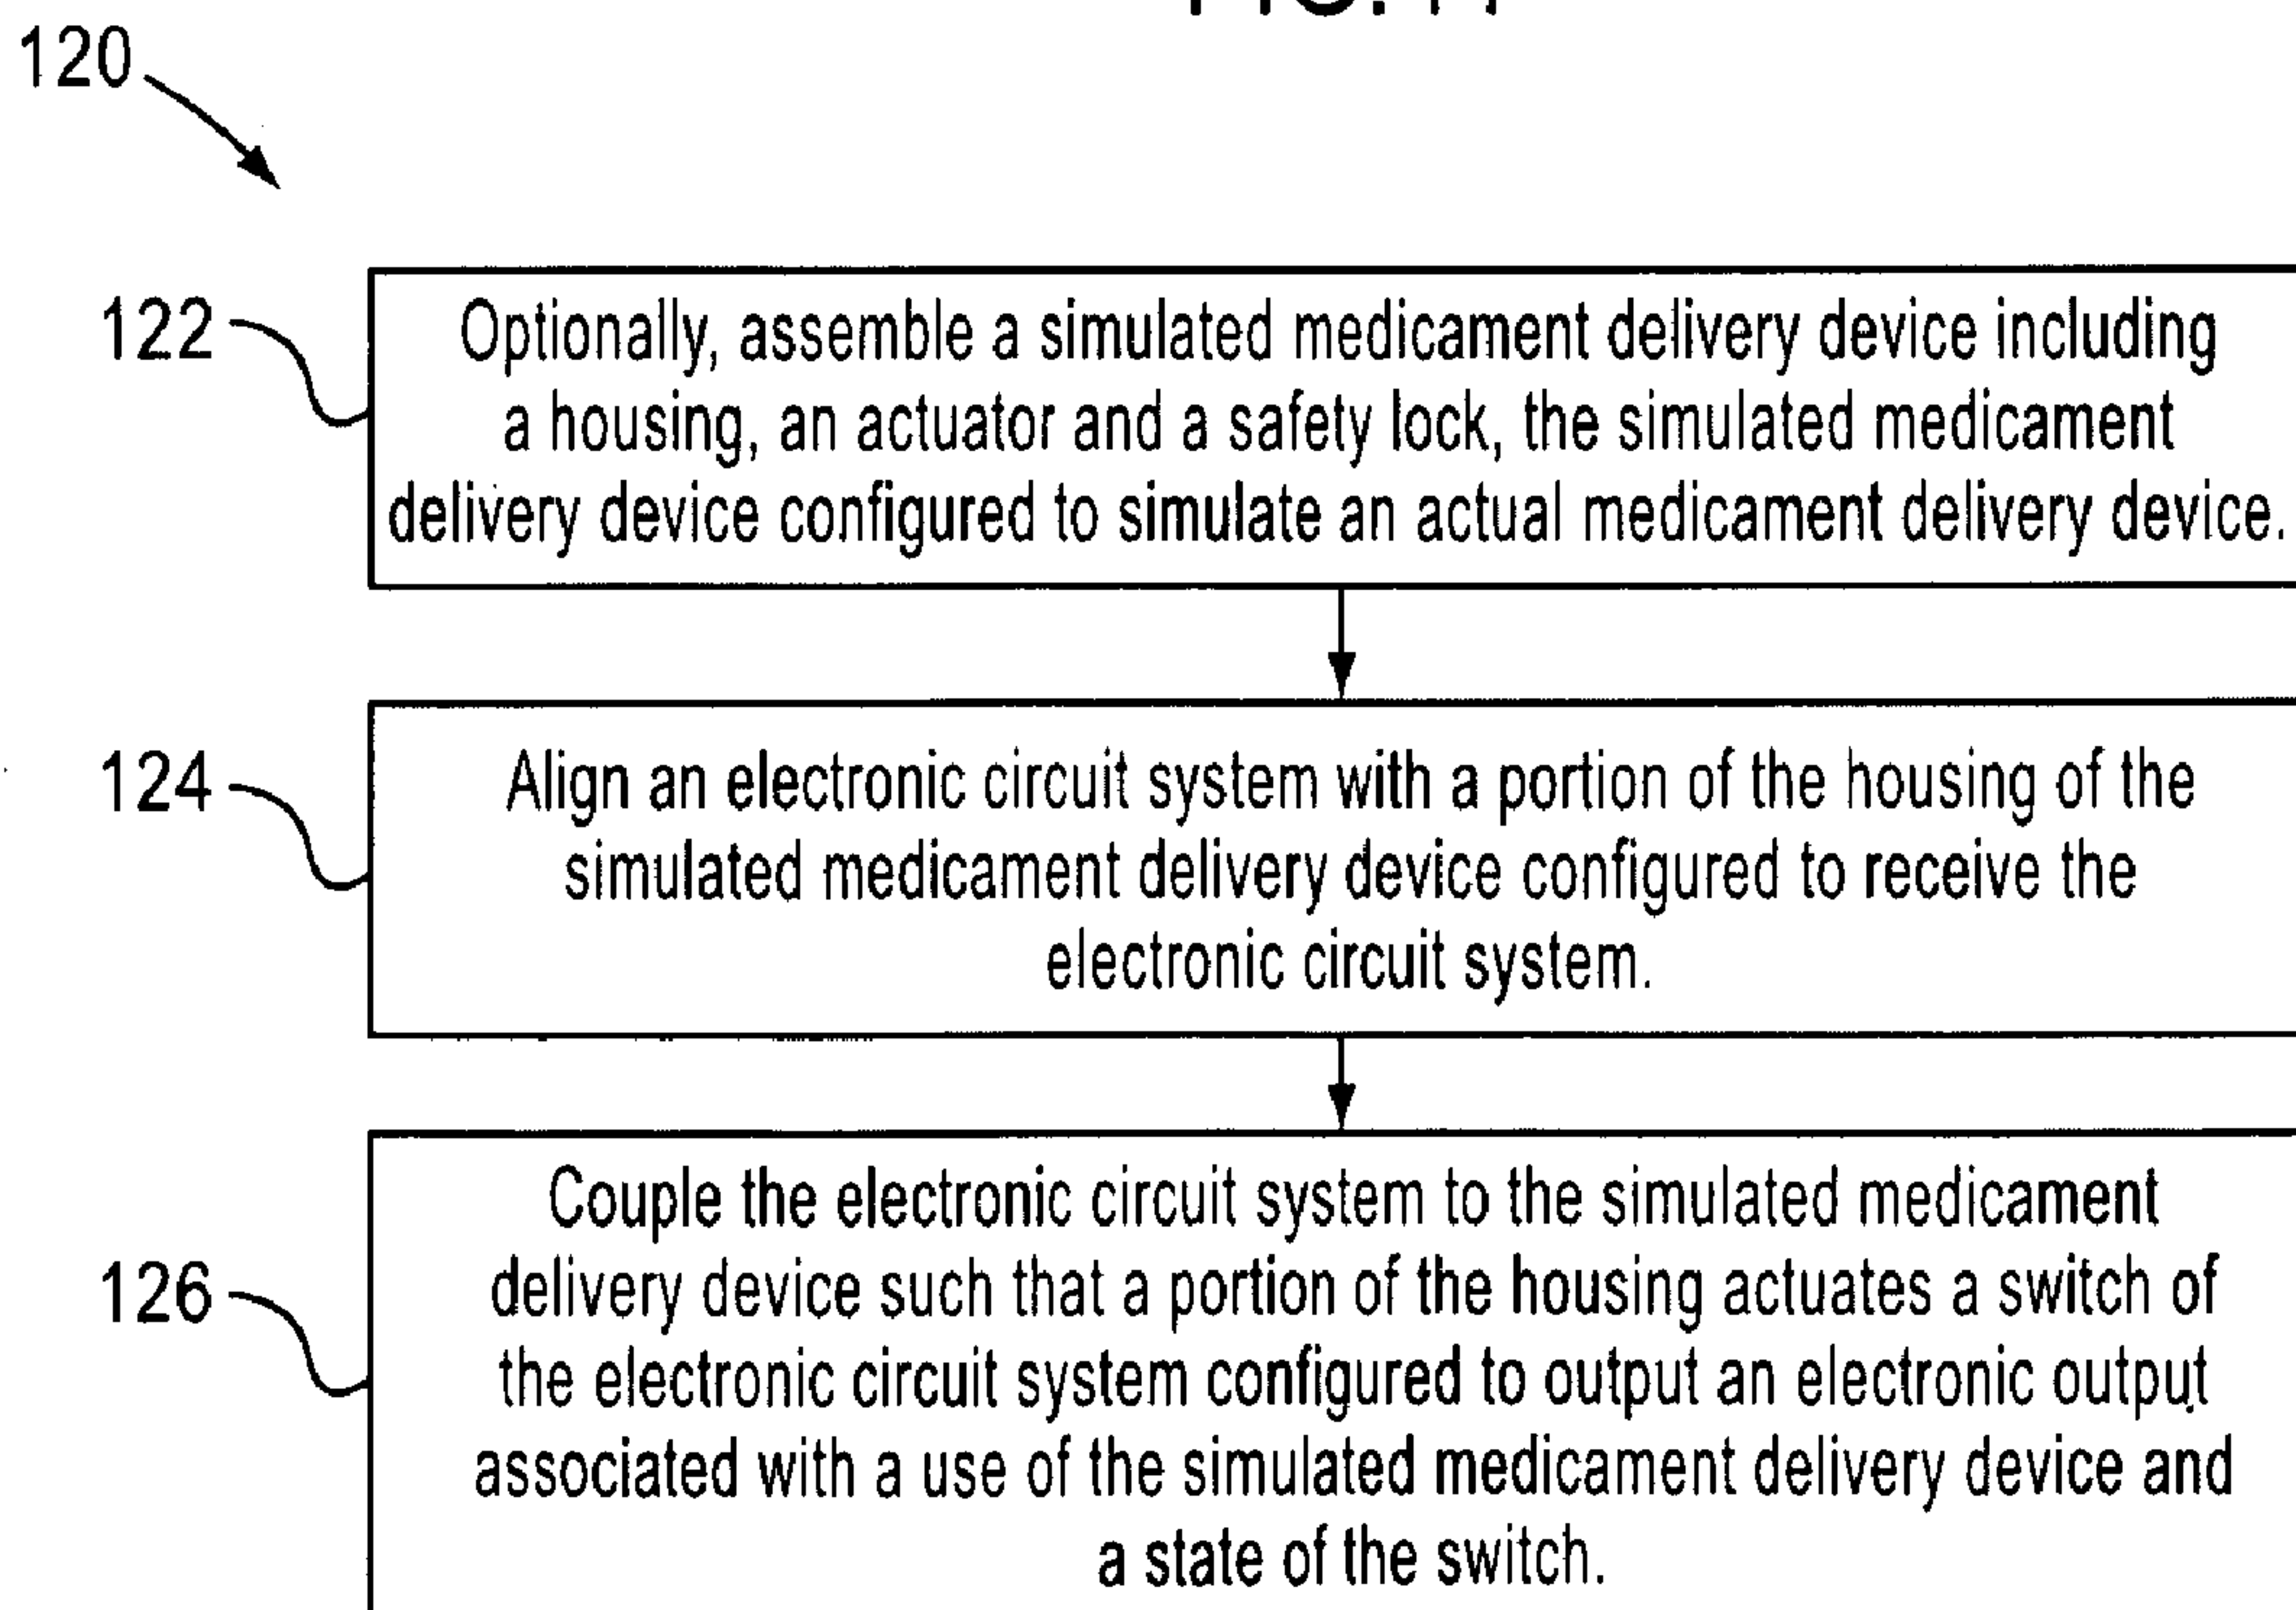 120
122
Optionally, assemble a simulated medicament delivery device including
a housing, an actuator and a safety lock, the simulated medicament
delivery device configured to simulate an actual medicament delivery device.
124
Align an electronic circuit system with a portion of the housing of the
simulated medicament delivery device configured to receive the
electronic circuit system.
126
Couple the electronic circuit system to the simulated medicament
delivery device such that a portion of the housing actuates a switch of
the electronic circuit system configured to output an electronic output
associated with a use of the simulated medicament delivery device and
a state of the switch.